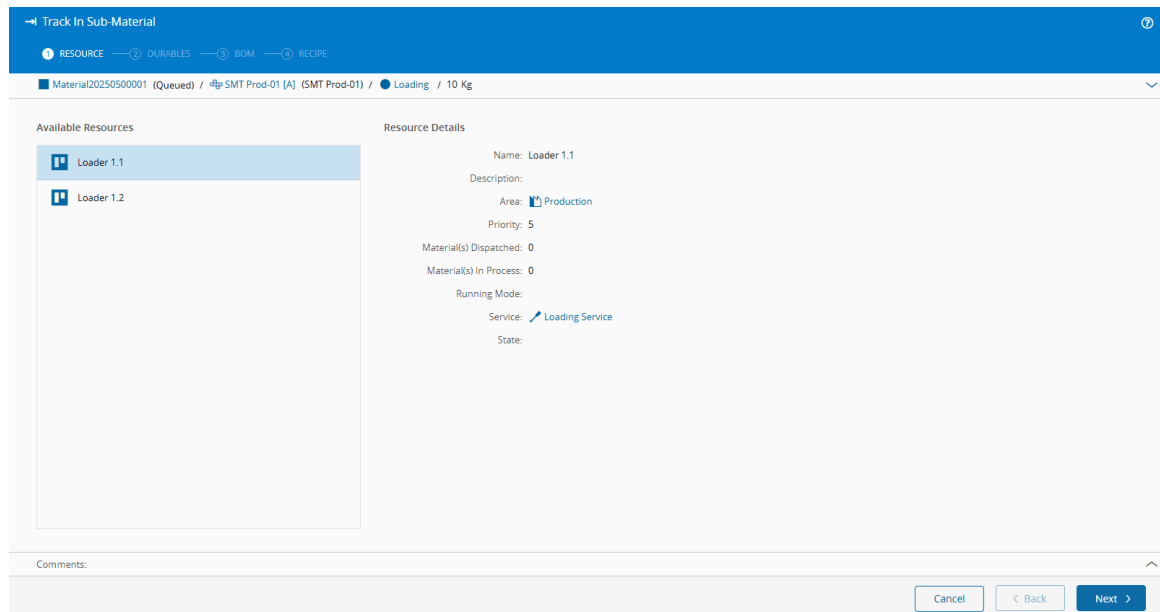 Track In Sub-Material
1 RESOURCE 2 DURABLES 3 BOM 4 RECIPE
Material20250500001 (Queued) / SMT Prod-01 [A] (SMT Prod-01) / Loading / 10 Kg
Available Resources
Loader 1.1
Loader 1.2
Resource Details
Name: Loader 1.1
Description:
Area: Production
Priority: 5
Material(s) Dispatched: 0
Material(s) In Process: 0
Running Mode:
Service: Loading Service
State:
Comments:
Cancel < Back Next >